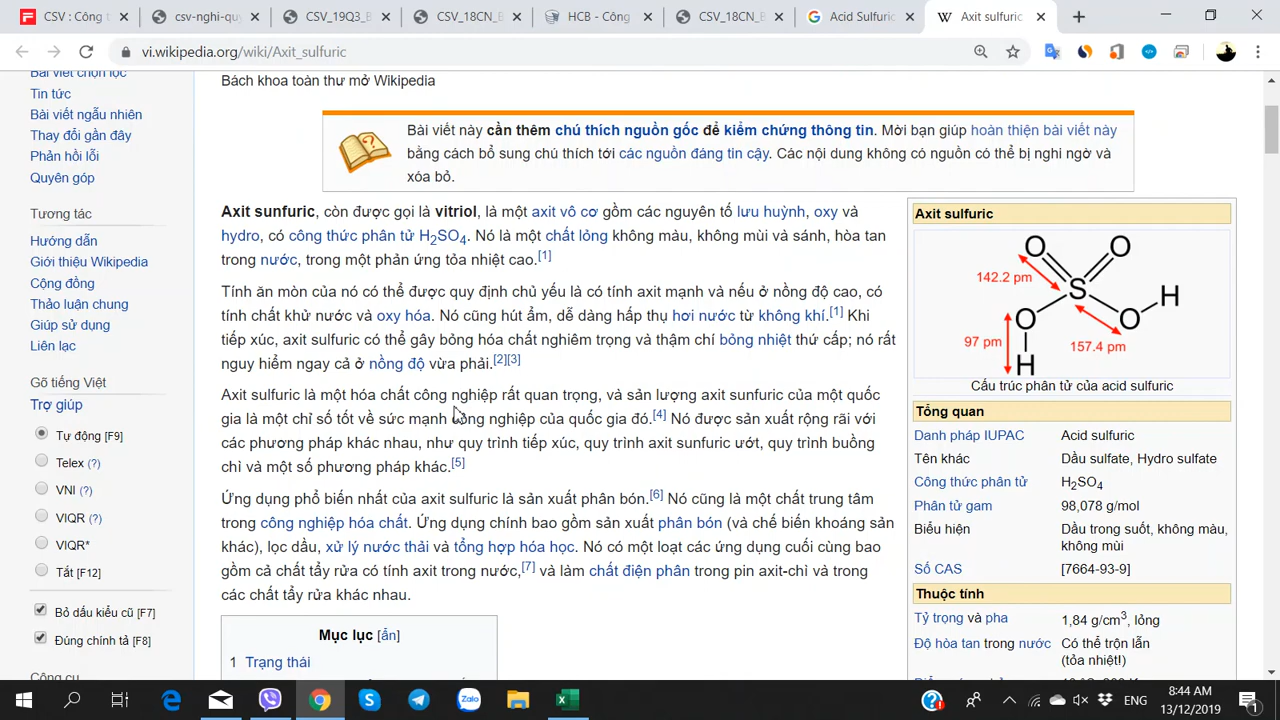 CSV : Công t
csv-nghi-quy
CSV_19Q3_B
CSV_18CN_B
HCB - Công
Acid Sulfuric
Axit sulfuric
vi.wikipedia.org/wiki/Axit_sulfuric
Bài viết chọn lọc
Tin tức
Bài viết ngẫu nhiên
Thay đổi gần đây
Phản hồi lỗi
Quyên góp
Tương tác
Hướng dẫn
Giới thiệu Wikipedia
Cộng đồng
Thảo luận chung
Giúp sử dụng
Liên lạc
Gõ tiếng Việt
Trợ giúp
Tự động [F9]
Telex (?)
VNI (?)
VIQR (?)
VIQR*
Tắt [F12]
Bỏ dấu kiểu cũ [F7]
Đúng chính tả [F8]
Công cụ
Bách khoa toàn thư mở Wikipedia
Bài viết này cần thêm chú thích nguồn gốc để kiểm chứng thông tin. Mời bạn giúp hoàn thiện bài viết này
bằng cách bổ sung chú thích tới các nguồn đáng tin cậy. Các nội dung không có nguồn có thể bị nghi ngờ và
xóa bỏ.
Axit sunfuric, còn được gọi là vitriol, là một axit vô cơ gồm các nguyên tố lưu huỳnh, oxy và
hydro, có công thức phân tử H2SO4. Nó là một chất lỏng không màu, không mùi và sánh, hòa tan
trong nước, trong một phản ứng tỏa nhiệt cao.[1]
Tính ăn mòn của nó có thể được quy định chủ yếu là có tính axit mạnh và nếu ở nồng độ cao, có
tính chất khử nước và oxy hóa. Nó cũng hút ẩm, dễ dàng hấp thụ hơi nước từ không khí.[1] Khi
tiếp xúc, axit sulfuric có thể gây bỏng hóa chất nghiêm trọng và thậm chí bỏng nhiệt thứ cấp; nó rất
nguy hiểm ngay cả ở nồng độ vừa phải.[2][3]
Axit sulfuric là một hóa chất công nghiệp rất quan trọng, và sản lượng axit sunfuric của một quốc
gia là một chỉ số tốt về sức mạnh công nghiệp của quốc gia đó.[4] Nó được sản xuất rộng rãi với
các phương pháp khác nhau, như quy trình tiếp xúc, quy trình axit sunfuric ướt, quy trình buồng
chì và một số phương pháp khác.[5]
Ứng dụng phổ biến nhất của axit sulfuric là sản xuất phân bón.[6] Nó cũng là một chất trung tâm
trong công nghiệp hóa chất. Ứng dụng chính bao gồm sản xuất phân bón (và chế biến khoáng sản
khác), lọc dầu, xử lý nước thải và tổng hợp hóa học. Nó có một loạt các ứng dụng cuối cùng bao
gồm cả chất tẩy rửa có tính axit trong nước,[7] và làm chất điện phân trong pin axit-chì và trong
các chất tẩy rửa khác nhau.
Mục lục [ẩn]
1 Trạng thái
Axit sulfuric
O O
142.2 pm
S
H
O O
97 pm
157.4 pm
H
Cấu trúc phân tử của acid sulfuric
Tổng quan
Danh pháp IUPAC Acid sulfuric
Tên khác Dầu sulfate, Hydro sulfate
Công thức phân tử H2SO4
Phân tử gam 98,078 g/mol
Biểu hiện Dầu trong suốt, không màu,
không mùi
Số CAS [7664-93-9]
Thuộc tính
Tỷ trọng và pha 1,84 g/cm3, lỏng
Độ hòa tan trong nước Có thể trộn lẫn
(tỏa nhiệt!)
ENG
8:44 AM
13/12/2019